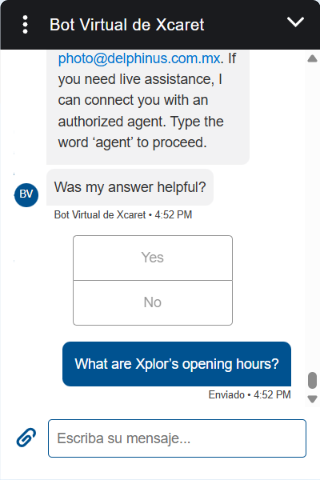 Bot Virtual de Xcaret
photo@delphinus.com.mx. If
you need live assistance, I
can connect you with an
authorized agent. Type the
word ‘agent’ to proceed.
Was my answer helpful?
BV
Bot Virtual de Xcaret • 4:52 PM
Yes
No
What are Xplor’s opening hours?
Enviado • 4:52 PM
Escriba su mensaje...